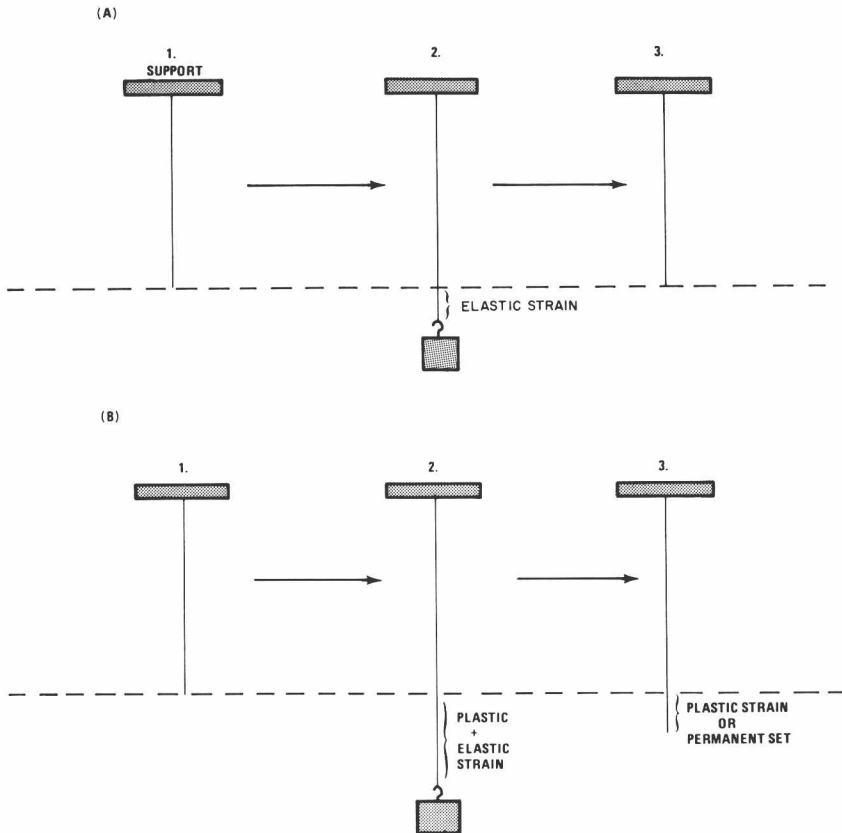 (A)
1.
SUPPORT
2.
3.
ELASTIC STRAIN
(B)
1.
2.
3.
PLASTIC
+
ELASTIC
STRAIN
PLASTIC STRAIN
OR
PERMANENT SET